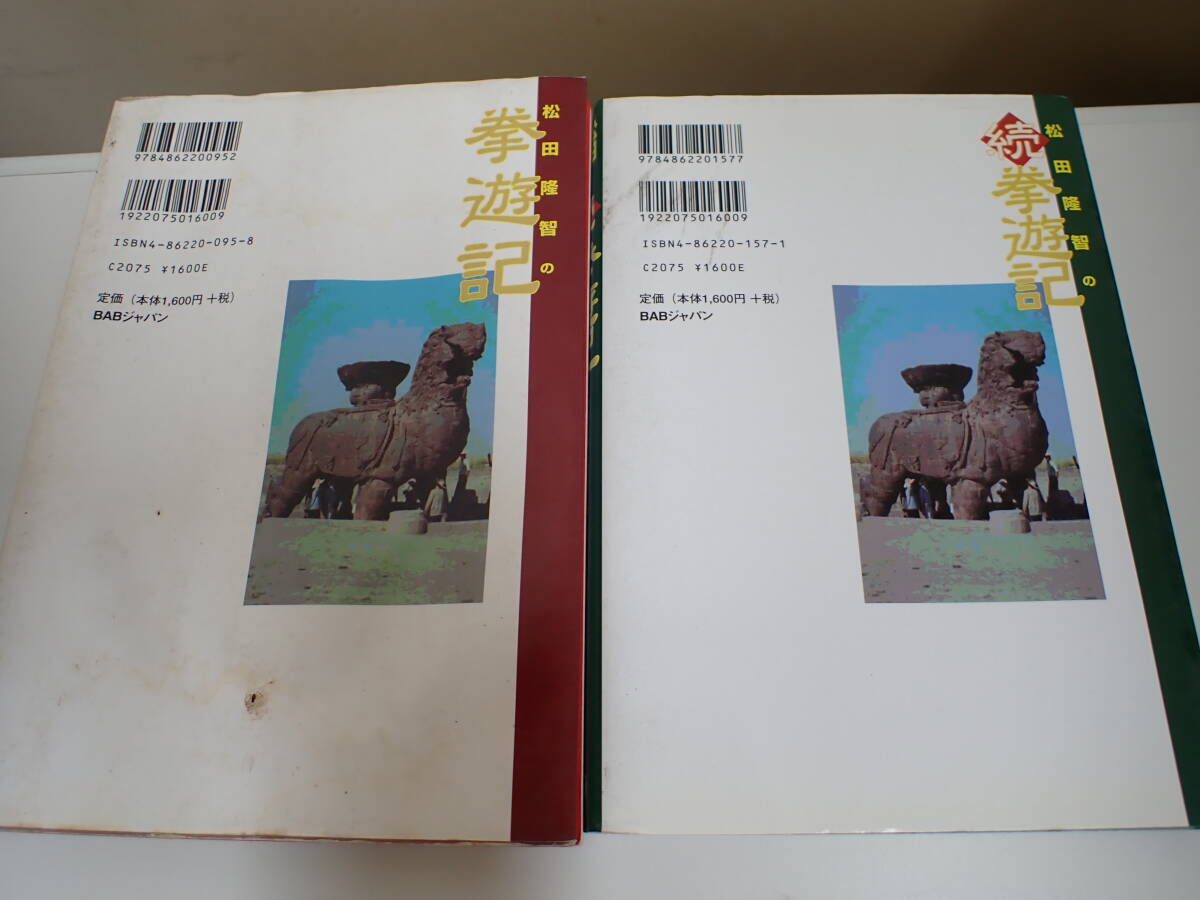 松田隆智の
拳遊記
9784862200952
1922075016009
ISBN4-86220-095-8
C2075 ¥1600E
定価（本体1,600円＋税）
BABジャパン
松田隆智の
続
拳遊記
9784862201577
1922075016009
ISBN4-86220-157-1
C2075 ¥1600E
定価（本体1,600円＋税）
BABジャパン